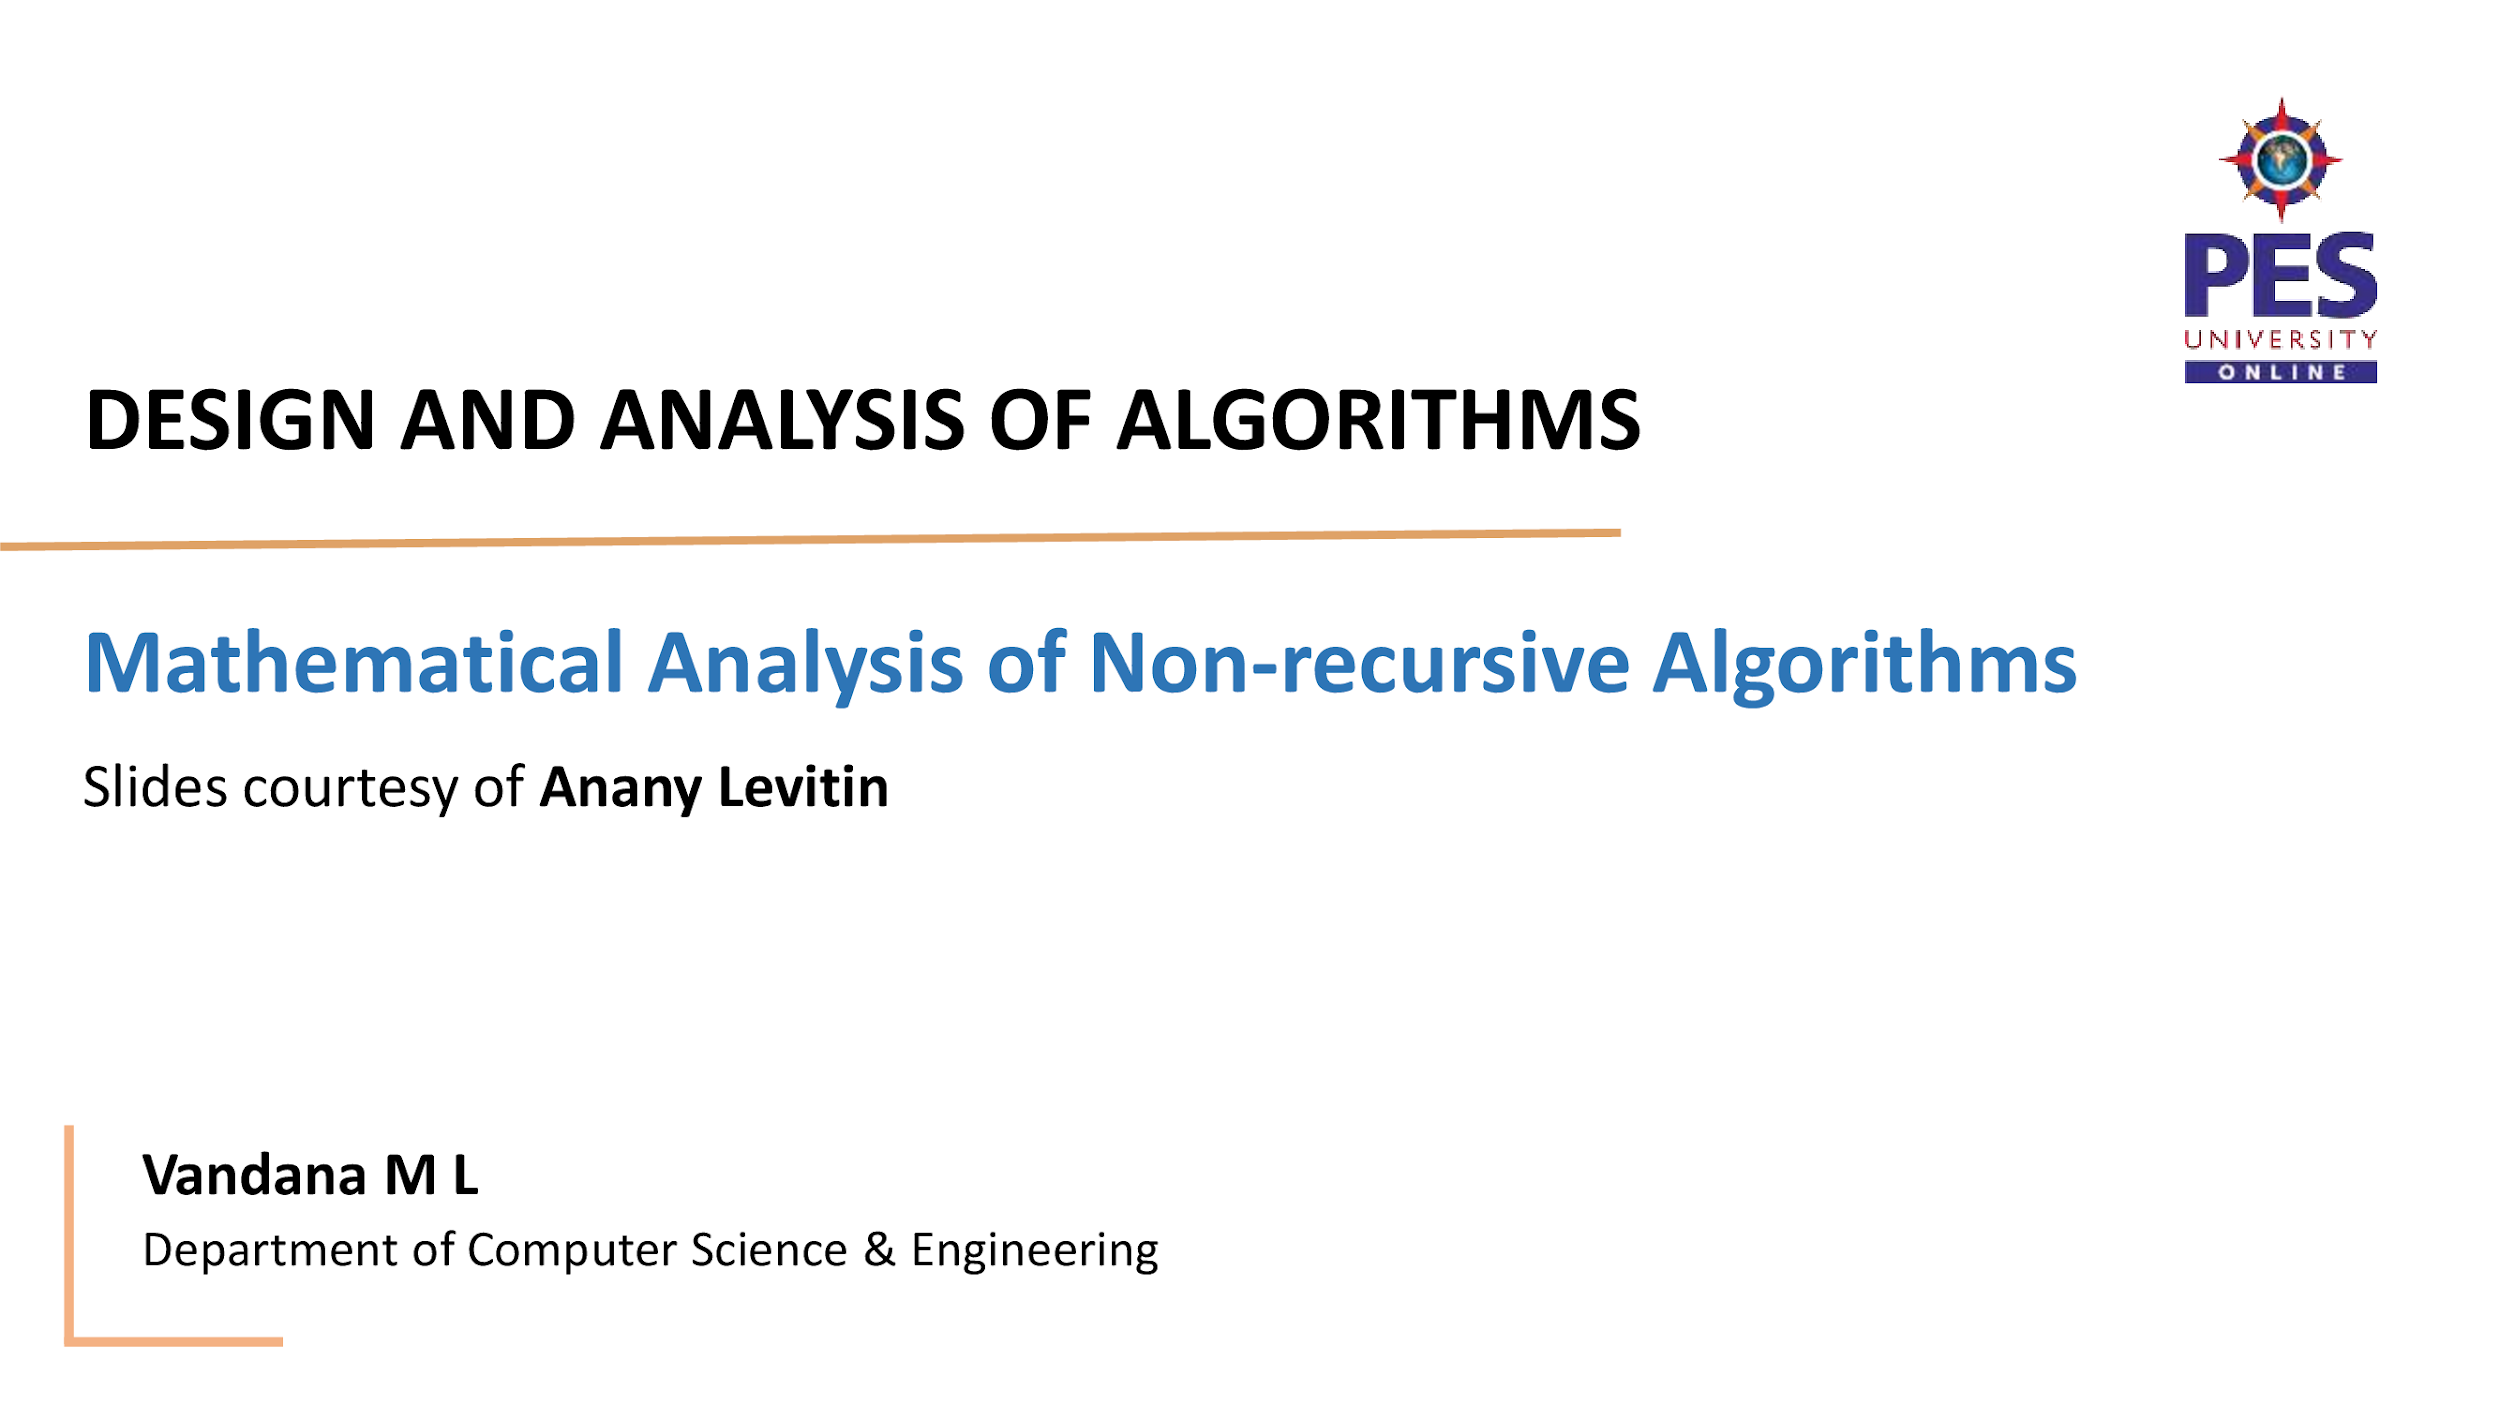 PES
UNIVERSITY
ONLINE
DESIGN AND ANALYSIS OF ALGORITHMS
Mathematical Analysis of Non-recursive Algorithms
Slides courtesy of Anany Levitin
Vandana M L
Department of Computer Science & Engineering